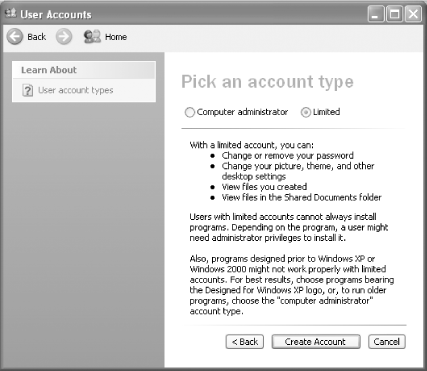 User Accounts
Back
Home
Learn About
User account types
Pick an account type
Computer administrator
Limited
With a limited account, you can:
• Change or remove your password
• Change your picture, theme, and other
desktop settings
• View files you created
• View files in the Shared Documents folder
Users with limited accounts cannot always install
programs. Depending on the program, a user might
need administrator privileges to install it.
Also, programs designed prior to Windows XP or
Windows 2000 might not work properly with limited
accounts. For best results, choose programs bearing
the Designed for Windows XP logo, or, to run older
programs, choose the "computer administrator"
account type.
< Back
Create Account
Cancel